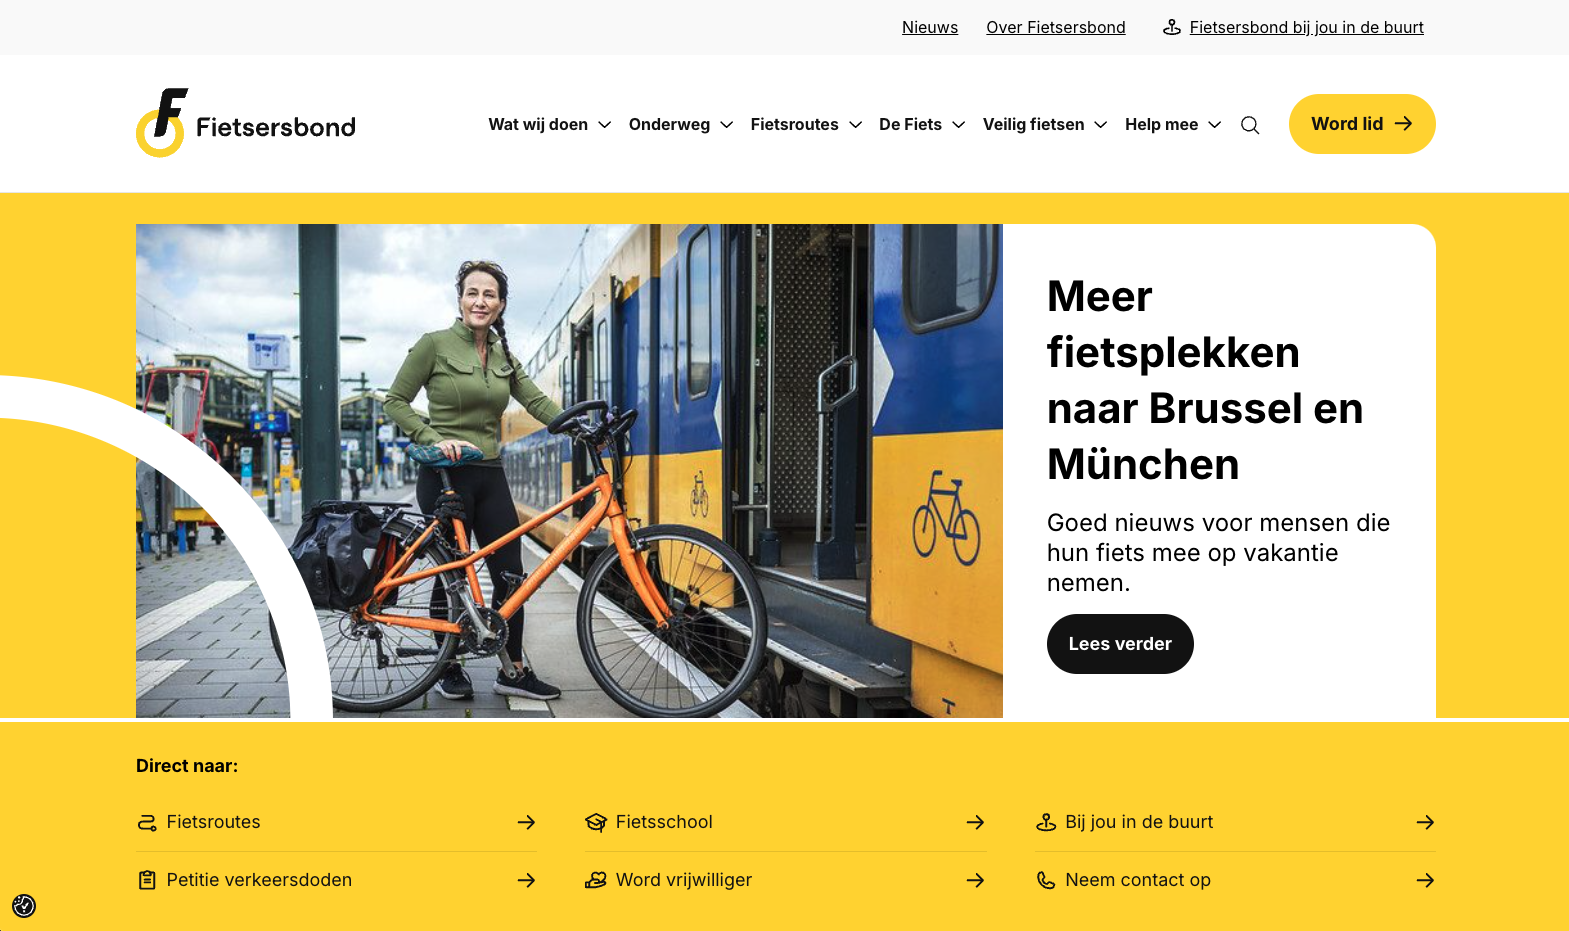 Nieuws Over Fietsersbond Fietsersbond bij jou in de buurt
Fietsersbond Wat wij doen Onderweg Fietsroutes De Fiets Veilig fietsen Help mee Word lid
Meer
fietsplekken
naar Brussel en
München
Goed nieuws voor mensen die
hun fiets mee op vakantie
nemen.
Lees verder
Direct naar:
Fietsroutes Fietsschool Bij jou in de buurt
Petitie verkeersdoden Word vrijwilliger Neem contact op